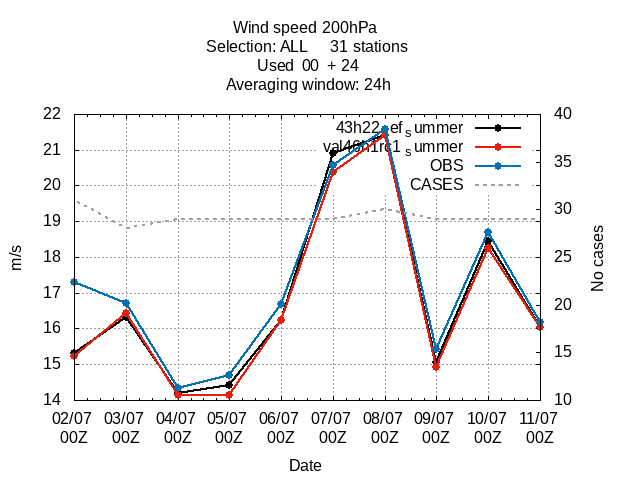 Wind speed 200hPa
Selection: ALL 31 stations
Used 00 + 24
Averaging window: 24h
22
21
20
19
18
17
16
15
14
m/s
40
35
30
25
20
15
10
No cases
ef summer
summer
OBS
CASES
02/07 03/07 04/07 05/07 06/07 07/07 08/07 09/07 10/07 11/07
00Z 00Z 00Z 00Z 00Z 00Z 00Z 00Z 00Z 00Z
Date